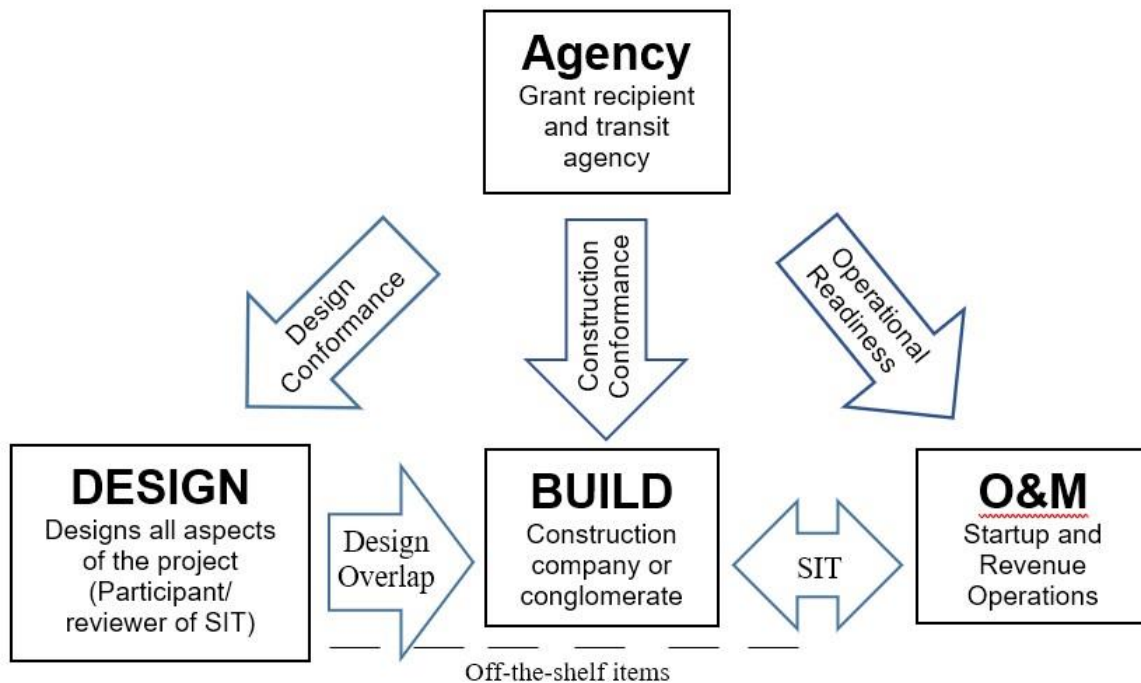 Agency
Grant recipient
and transit
agency
Design
Conformance
Construction
Conformance
Operational
Readiness
DESIGN
Designs all aspects
of the project
(Participant/
reviewer of SIT)
Design
Overlap
BUILD
Construction
company or
conglomerate
SIT
O&M
Startup and
Revenue
Operations
Off-the-shelf items